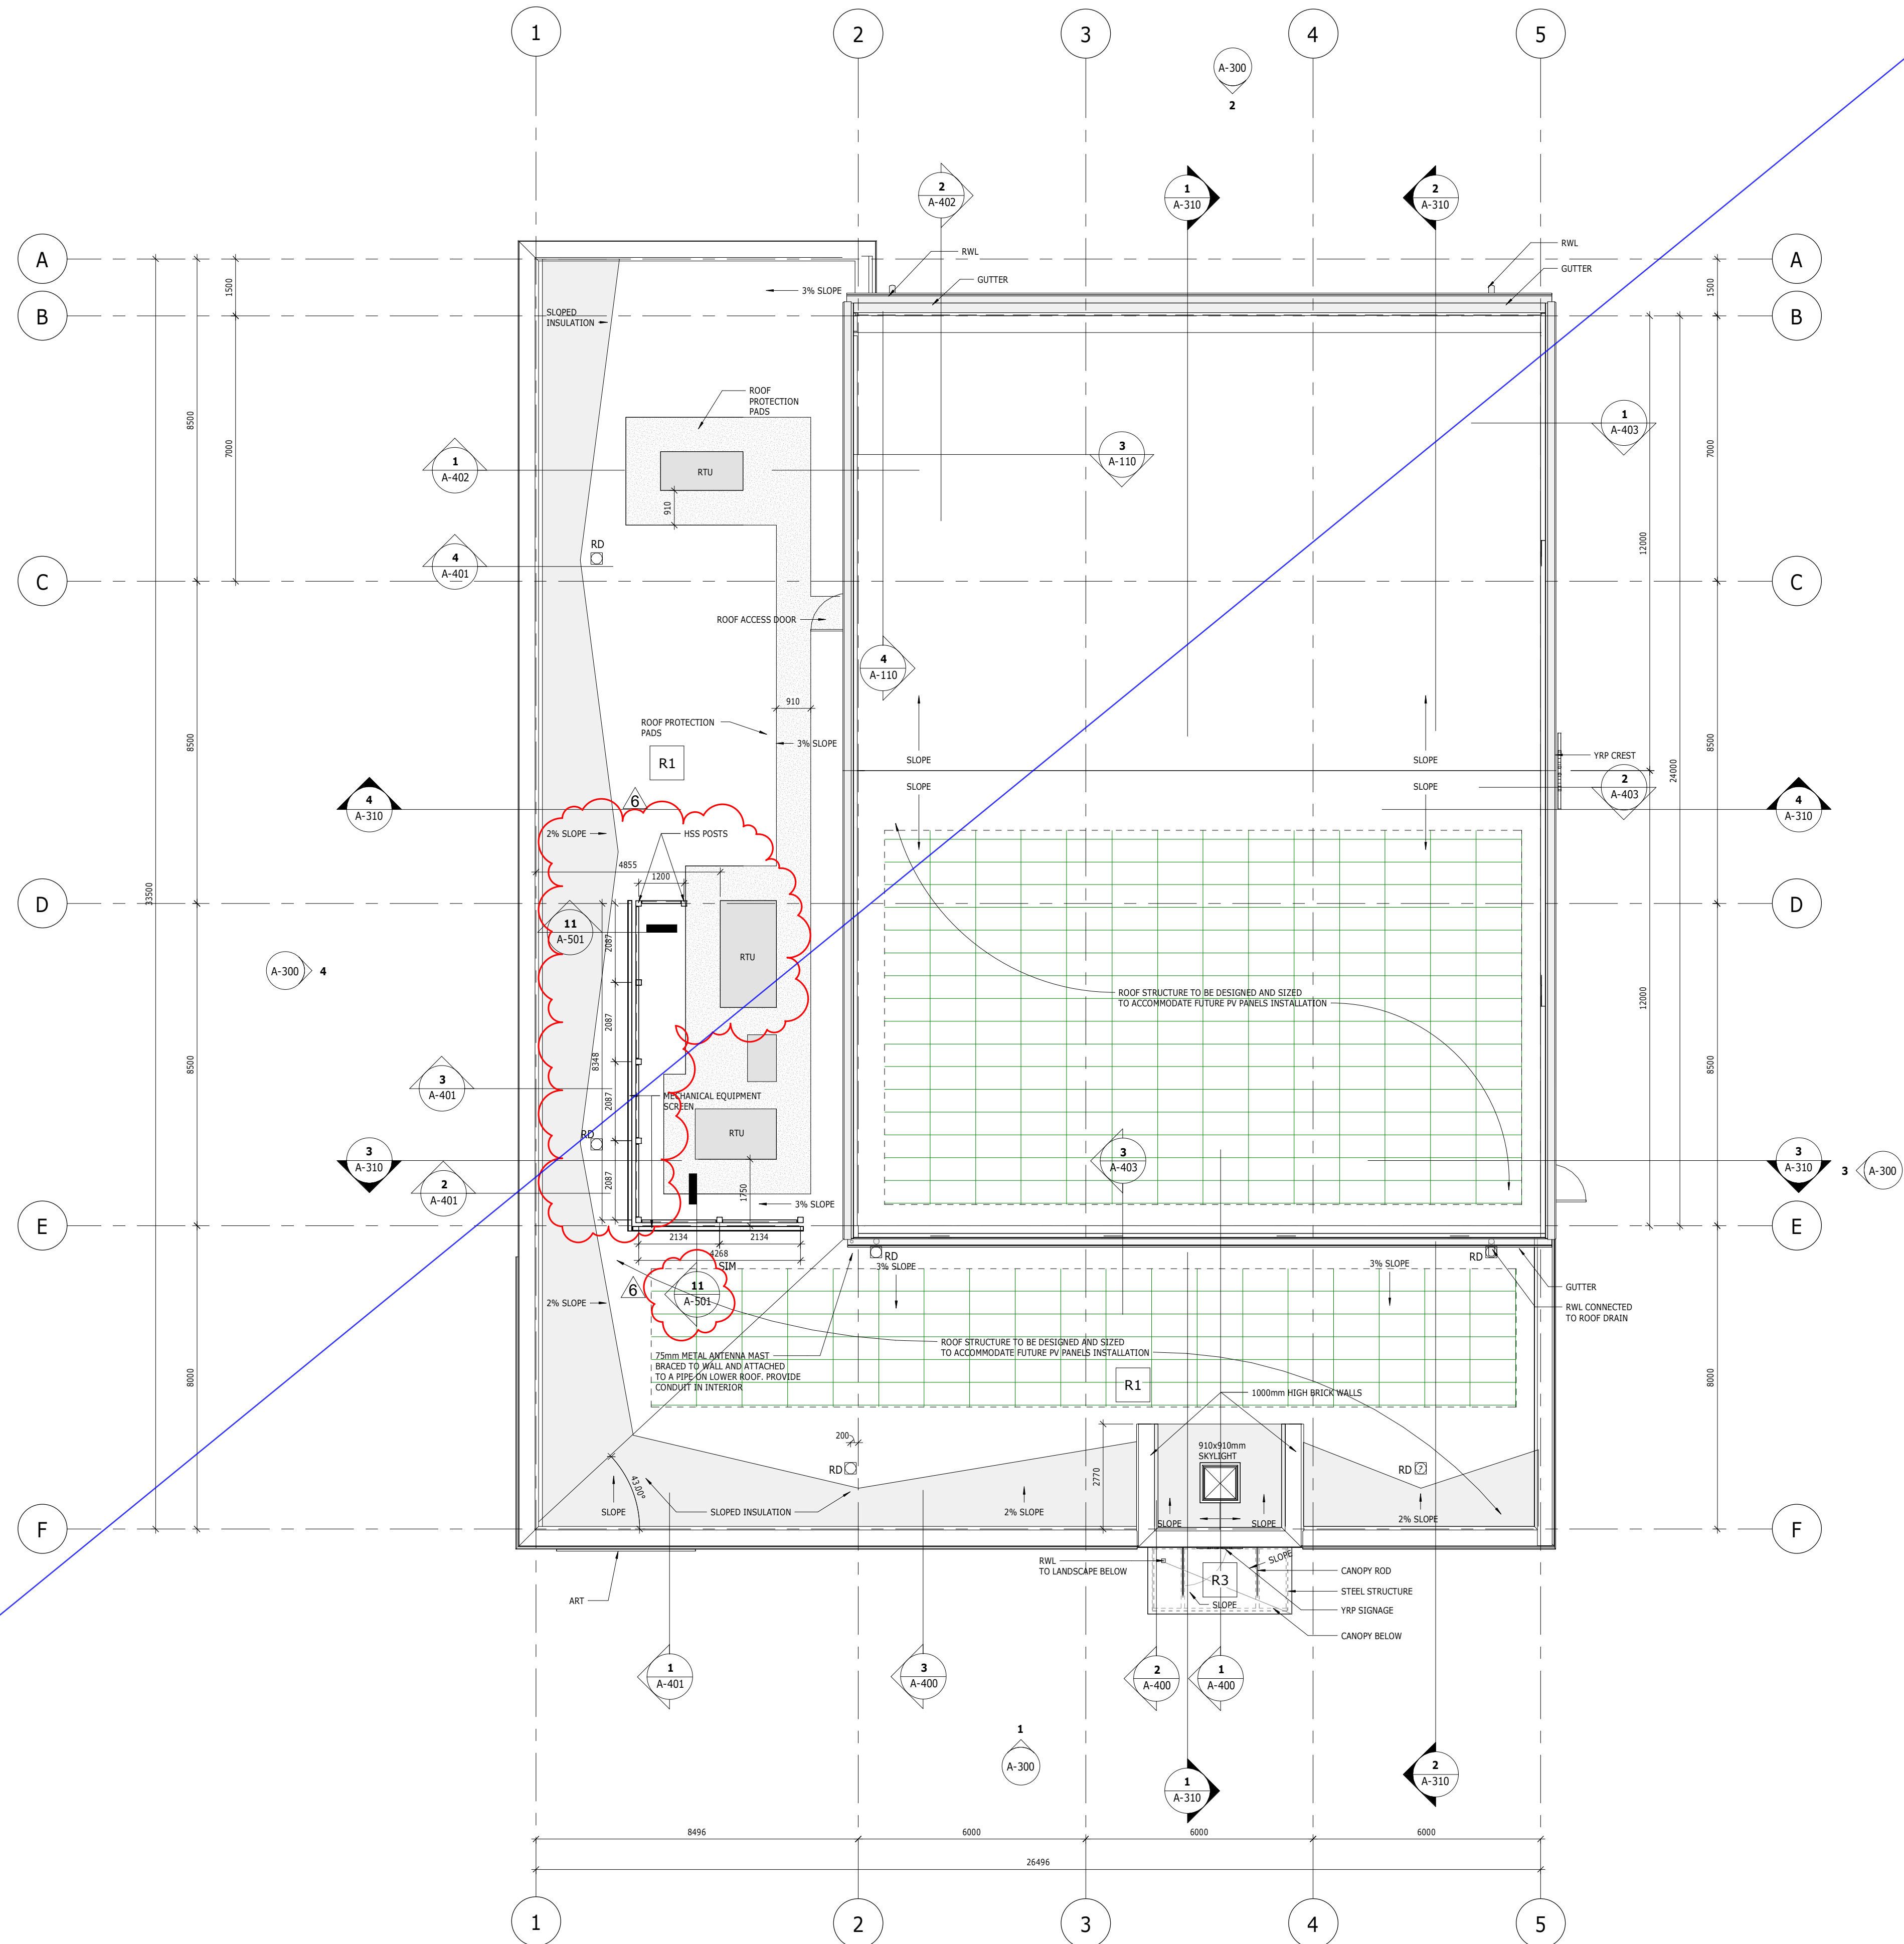 1
2
3
4
5
A-300
2
2
A-402
1
A-310
2
A-310
A
A
RWL
RWL
GUTTER
GUTTER
3% SLOPE
1500
1500
B
B
SLOPED
INSULATION
ROOF
PROTECTION
PADS
8500
7000
7000
1
A-403
3
A-110
1
A-402
RTU
910
12000
RD
4
A-401
C
C
ROOF ACCESS DOOR
4
A-110
910
ROOF PROTECTION
PADS
3% SLOPE
8500
8500
R1
SLOPE
SLOPE
YRP CREST
24000
SLOPE
SLOPE
2
A-403
4
A-310
4
A-310
6
2% SLOPE
HSS POSTS
4855
1200
33500
D
D
11
A-501
2087
RTU
A-300
4
ROOF STRUCTURE TO BE DESIGNED AND SIZED
TO ACCOMMODATE FUTURE PV PANELS INSTALLATION
12000
2087
8348
8500
8500
3
A-401
2087
MECHANICAL EQUIPMENT
SCREEN
RD
RTU
3
A-310
3
A-403
3
A-310
3
A-300
2
A-401
2087
1750
3% SLOPE
E
E
2134
2134
4268
SIM
RD
3% SLOPE
RD
3% SLOPE
GUTTER
6
11
A-501
2% SLOPE
RWL CONNECTED
TO ROOF DRAIN
ROOF STRUCTURE TO BE DESIGNED AND SIZED
TO ACCOMMODATE FUTURE PV PANELS INSTALLATION
75mm METAL ANTENNA MAST
BRACED TO WALL AND ATTACHED
TO A PIPE ON LOWER ROOF. PROVIDE
CONDUIT IN INTERIOR
R1
8000
8000
1000mm HIGH BRICK WALLS
200
910x910mm
SKYLIGHT
RD
RD
?
2770
43.00°
SLOPE
SLOPED INSULATION
2% SLOPE
SLOPE
SLOPE
2% SLOPE
F
F
RWL
TO LANDSCAPE BELOW
SLOPE
R3
SLOPE
CANOPY ROD
STEEL STRUCTURE
YRP SIGNAGE
CANOPY BELOW
ART
1
A-401
3
A-400
2
A-400
1
A-400
1
A-300
1
A-310
2
A-310
8496
6000
6000
6000
26496
1
2
3
4
5